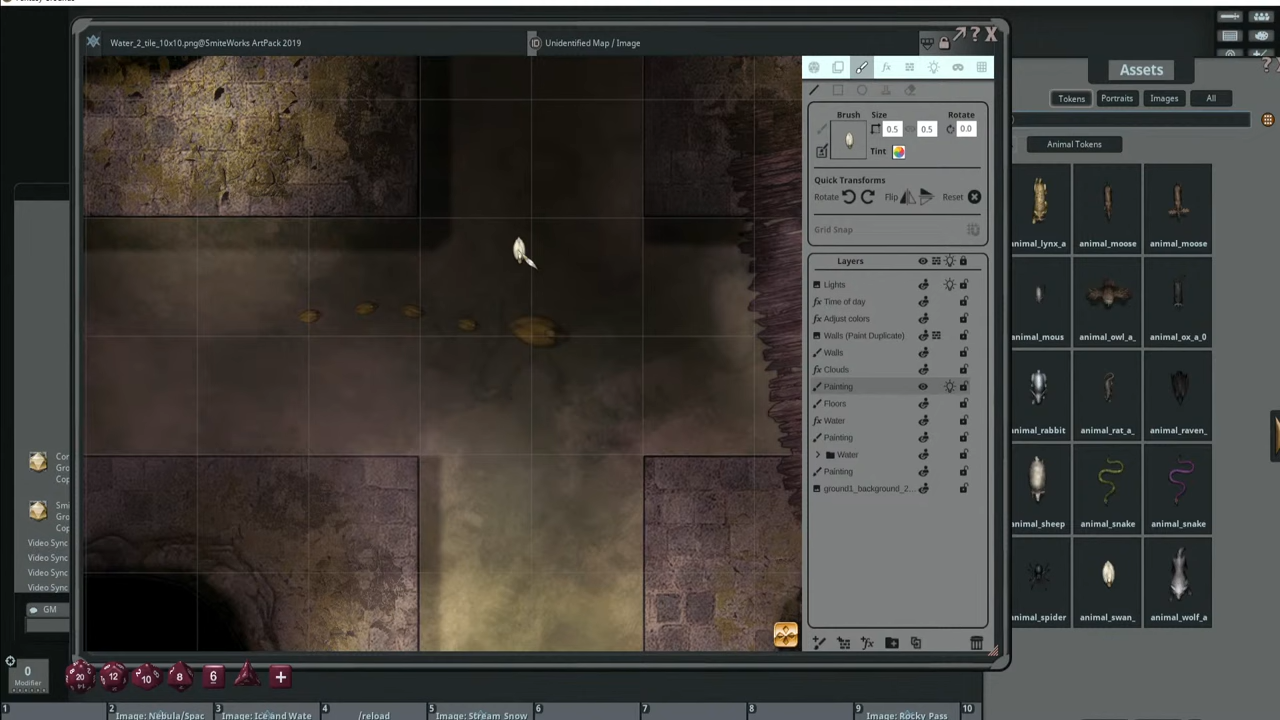 Water_2_tile_10x10.png@SmiteWorks ArtPack 2019
ID Unidentified Map / Image
Assets
Tokens Portraits Images All
Animal Tokens
Brush Size Rotate
0.5 0.5 0.0
Tint
Quick Transforms
Rotate Flip Reset
Grid Snap
Layers
Lights
fx Time of day
fx Adjust colors
Walls (Paint Duplicate)
Walls
fx Clouds
Painting
Floors
fx Water
Painting
Water
Painting
ground1_background_2...
animal_lynx_a animal_moose animal_moose
animal_mous animal_owl_a_ animal_ox_a_0
animal_rabbit animal_rat_a_ animal_raven_
animal_sheep animal_snake animal_snake
animal_spider animal_swan_ animal_wolf_a
Video Sync
Video Sync
Video Sync
Video Sync
GM
0
Modifier
20 12 10 8 6
1 2 3 4 5 6 7 8 9 10
Image: Nebula/Spac Image: Ice and Wate /reload Image: Stream Snow Image: Rocky Pass